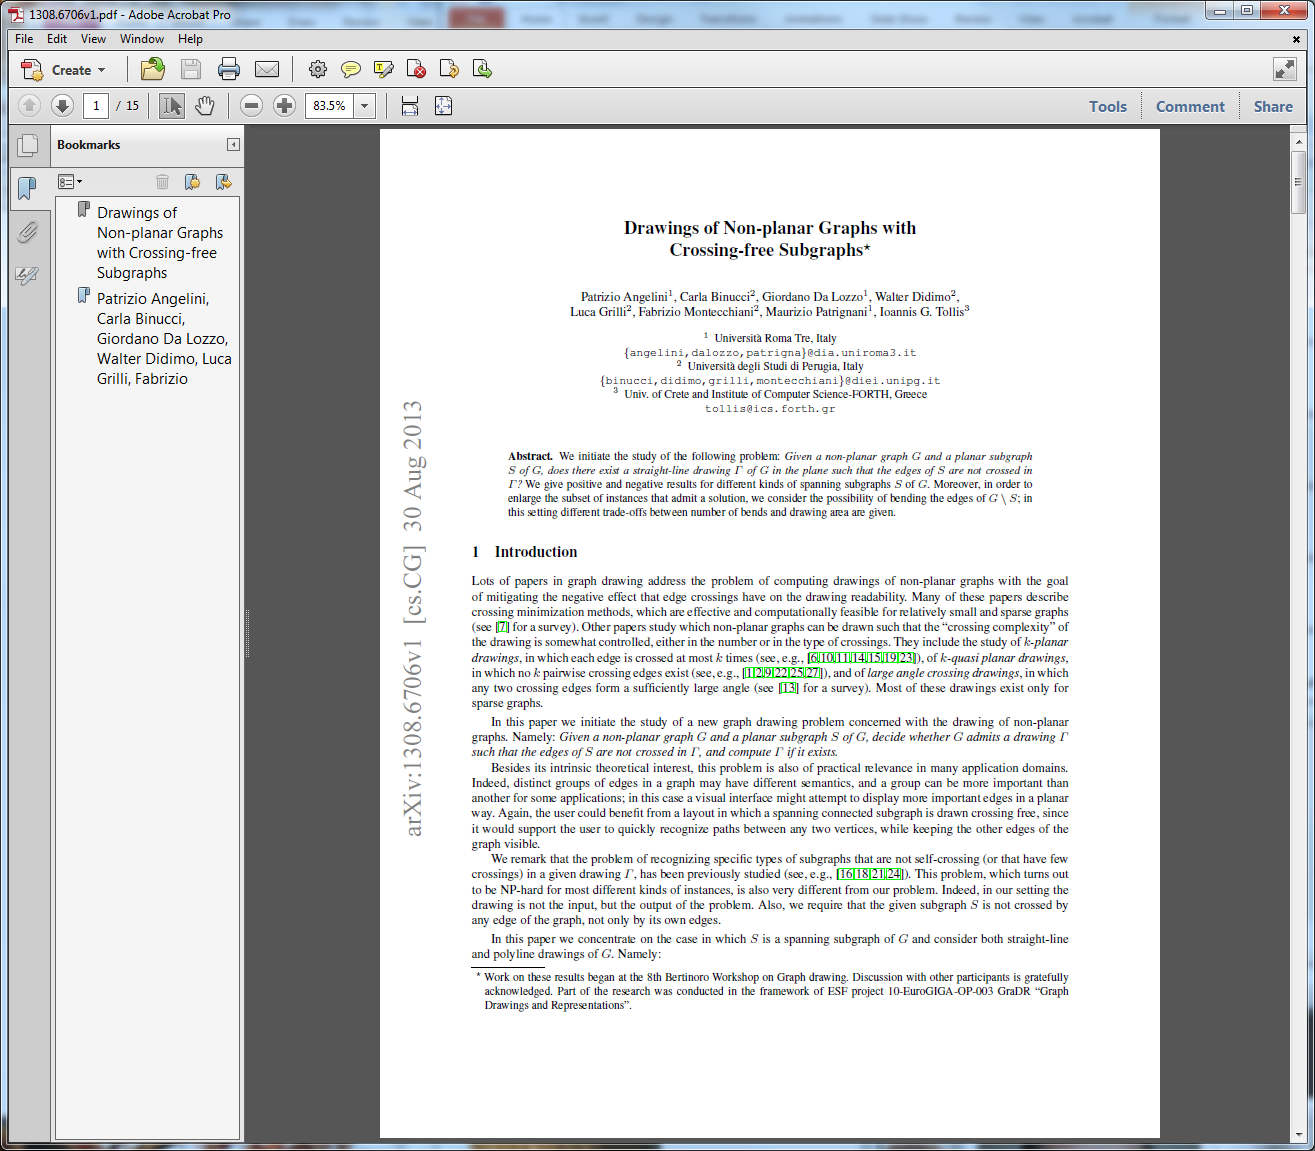 1308.6706v1.pdf - Adobe Acrobat Pro
File Edit View Window Help
Create
1 / 15 83.5% Tools Comment Share
Bookmarks
Drawings of
Non-planar Graphs
with Crossing-free
Subgraphs
Patrizio Angelini,
Carla Binucci,
Giordano Da Lozzo,
Walter Didimo, Luca
Grilli, Fabrizio
arXiv:1308.6706v1 [cs.CG] 30 Aug 2013
Drawings of Non-planar Graphs with
Crossing-free Subgraphs*
Patrizio Angelini1, Carla Binucci2, Giordano Da Lozzo1, Walter Didimo2,
Luca Grilli2, Fabrizio Montecchiani2, Maurizio Patrignani1, Ioannis G. Tollis3
1 Università Roma Tre, Italy
{angelini,dalozzo,patrigna}@dia.uniroma3.it
2 Università degli Studi di Perugia, Italy
{binucci,didimo,grilli,montecchiani}@diei.unipg.it
3 Univ. of Crete and Institute of Computer Science-FORTH, Greece
tollis@ics.forth.gr
Abstract. We initiate the study of the following problem: Given a non-planar graph G and a planar subgraph
S of G, does there exist a straight-line drawing Γ of G in the plane such that the edges of S are not crossed in
Γ? We give positive and negative results for different kinds of spanning subgraphs S of G. Moreover, in order to
enlarge the subset of instances that admit a solution, we consider the possibility of bending the edges of G \ S; in
this setting different trade-offs between number of bends and drawing area are given.
1 Introduction
Lots of papers in graph drawing address the problem of computing drawings of non-planar graphs with the goal
of mitigating the negative effect that edge crossings have on the drawing readability. Many of these papers describe
crossing minimization methods, which are effective and computationally feasible for relatively small and sparse graphs
(see [7] for a survey). Other papers study which non-planar graphs can be drawn such that the “crossing complexity” of
the drawing is somewhat controlled, either in the number or in the type of crossings. They include the study of k-planar
drawings, in which each edge is crossed at most k times (see, e.g., [6,10,11,14,15,19,23]), of k-quasi planar drawings,
in which no k pairwise crossing edges exist (see, e.g., [1,2,9,22,25,27]), and of large angle crossing drawings, in which
any two crossing edges form a sufficiently large angle (see [13] for a survey). Most of these drawings exist only for
sparse graphs.
In this paper we initiate the study of a new graph drawing problem concerned with the drawing of non-planar
graphs. Namely: Given a non-planar graph G and a planar subgraph S of G, decide whether G admits a drawing Γ
such that the edges of S are not crossed in Γ, and compute Γ if it exists.
Besides its intrinsic theoretical interest, this problem is also of practical relevance in many application domains.
Indeed, distinct groups of edges in a graph may have different semantics, and a group can be more important than
another for some applications; in this case a visual interface might attempt to display more important edges in a planar
way. Again, the user could benefit from a layout in which a spanning connected subgraph is drawn crossing free, since
it would support the user to quickly recognize paths between any two vertices, while keeping the other edges of the
graph visible.
We remark that the problem of recognizing specific types of subgraphs that are not self-crossing (or that have few
crossings) in a given drawing Γ, has been previously studied (see, e.g., [16,18,21,24]). This problem, which turns out
to be NP-hard for most different kinds of instances, is also very different from our problem. Indeed, in our setting the
drawing is not the input, but the output of the problem. Also, we require that the given subgraph S is not crossed by
any edge of the graph, not only by its own edges.
In this paper we concentrate on the case in which S is a spanning subgraph of G and consider both straight-line
and polyline drawings of G. Namely:
* Work on these results began at the 8th Bertinoro Workshop on Graph drawing. Discussion with other participants is gratefully
acknowledged. Part of the research was conducted in the framework of ESF project 10-EuroGIGA-OP-003 GraDR “Graph
Drawings and Representations”.